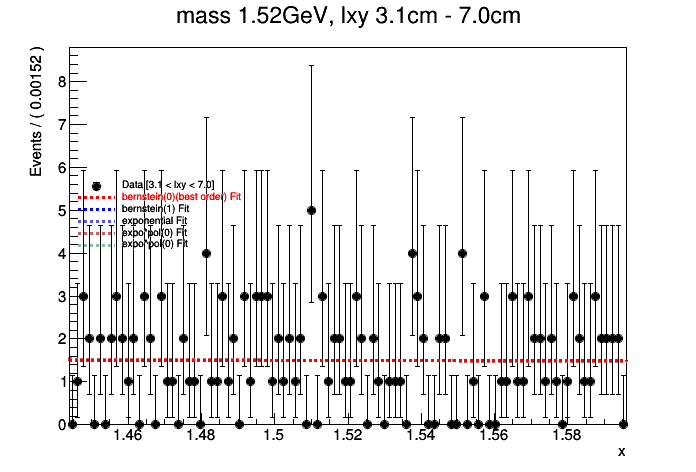 mass 1.52GeV, lxy 3.1cm - 7.0cm
Events / ( 0.00152 )
8
7
6
5
4
3
2
1
0
Data [3.1 < lxy < 7.0]
bernstein(0)(best order) Fit
bernstein(1) Fit
exponential Fit
expo*pol(0) Fit
expo*pol(0) Fit
1.46 1.48 1.5 1.52 1.54 1.56 1.58
x